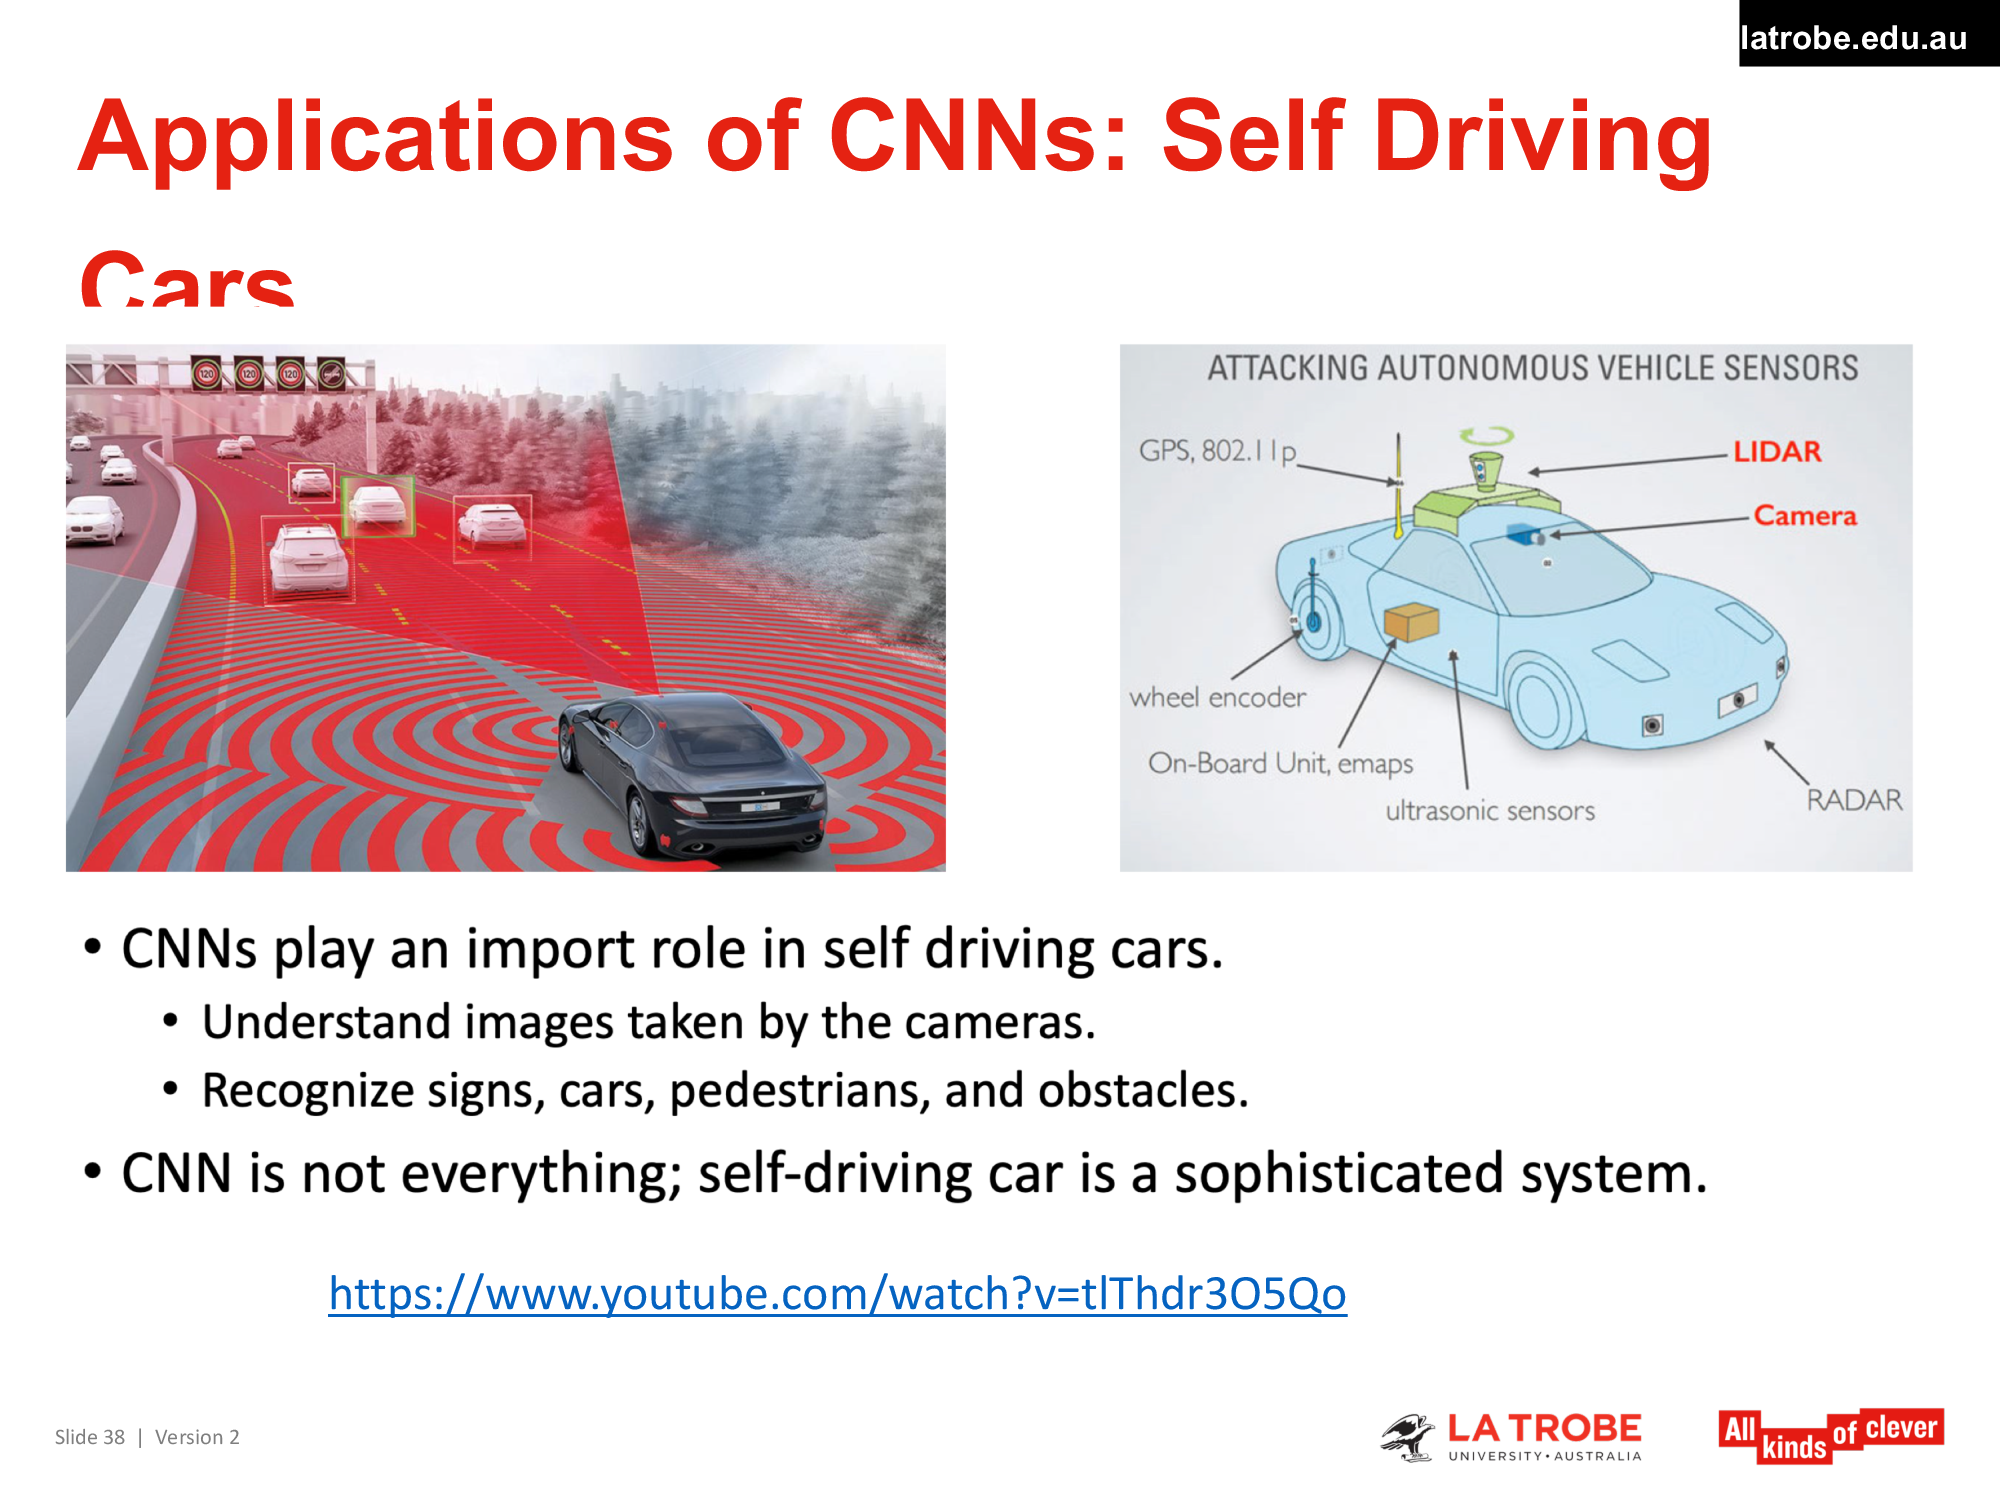 latrobe.edu.au
Applications of CNNs: Self Driving
Cars
120 120 120
ATTACKING AUTONOMOUS VEHICLE SENSORS
GPS, 802.11p
LIDAR
Camera
wheel encoder
On-Board Unit, emaps
ultrasonic sensors
RADAR
• CNNs play an import role in self driving cars.
• Understand images taken by the cameras.
• Recognize signs, cars, pedestrians, and obstacles.
• CNN is not everything; self-driving car is a sophisticated system.
https://www.youtube.com/watch?v=tlThdr3O5Qo
Slide 38 | Version 2
LA TROBE
UNIVERSITY • AUSTRALIA
All kinds of clever